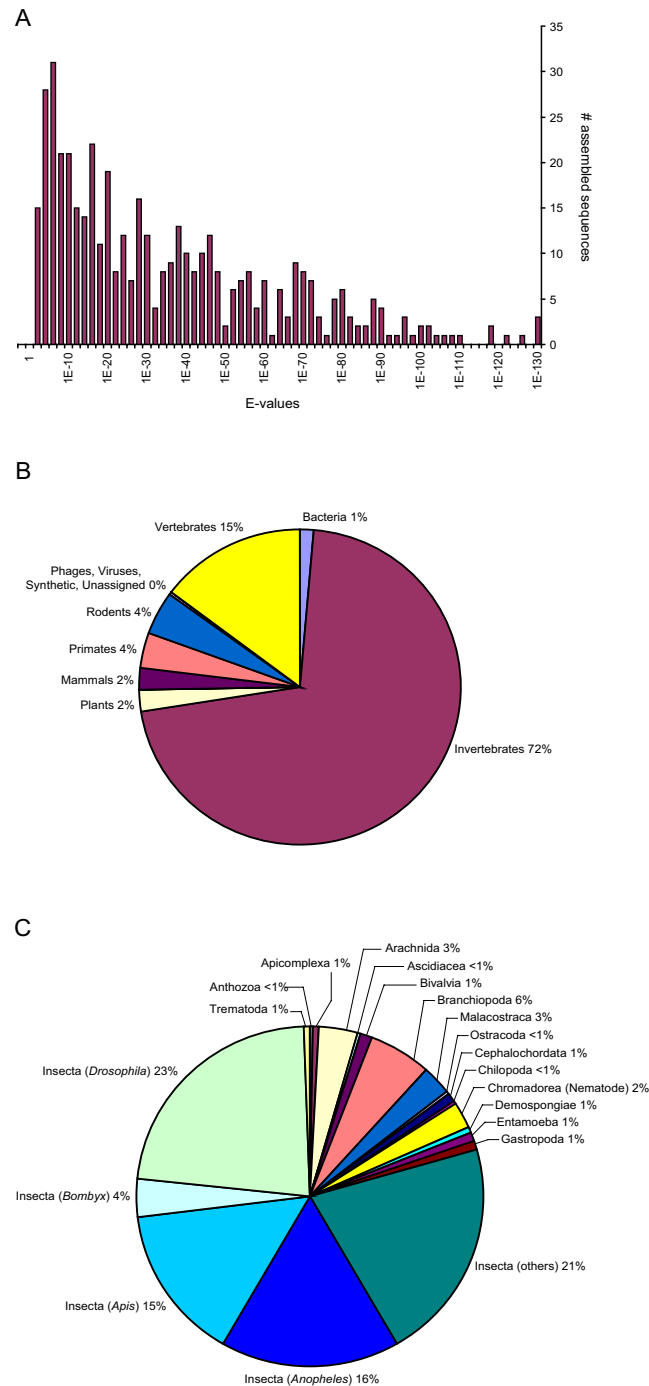 A
35
30
25
20
15
10
5
0
# assembled sequences
1
1E-10
1E-20
1E-30
1E-40
1E-50
1E-60
1E-70
1E-80
1E-90
1E-100
1E-110
1E-120
1E-130
E-values
B
Bacteria 1%
Vertebrates 15%
Phages, Viruses,
Synthetic, Unassigned 0%
Rodents 4%
Primates 4%
Mammals 2%
Plants 2%
Invertebrates 72%
C
Arachnida 3%
Apicomplexa 1%
Ascidiacea <1%
Anthozoa <1%
Bivalvia 1%
Trematoda 1%
Branchiopoda 6%
Malacostraca 3%
Ostracoda <1%
Cephalochordata 1%
Chilopoda <1%
Chromadorea (Nematode) 2%
Demospongiae 1%
Entamoeba 1%
Gastropoda 1%
Insecta (Drosophila) 23%
Insecta (Bombyx) 4%
Insecta (others) 21%
Insecta (Apis) 15%
Insecta (Anopheles) 16%